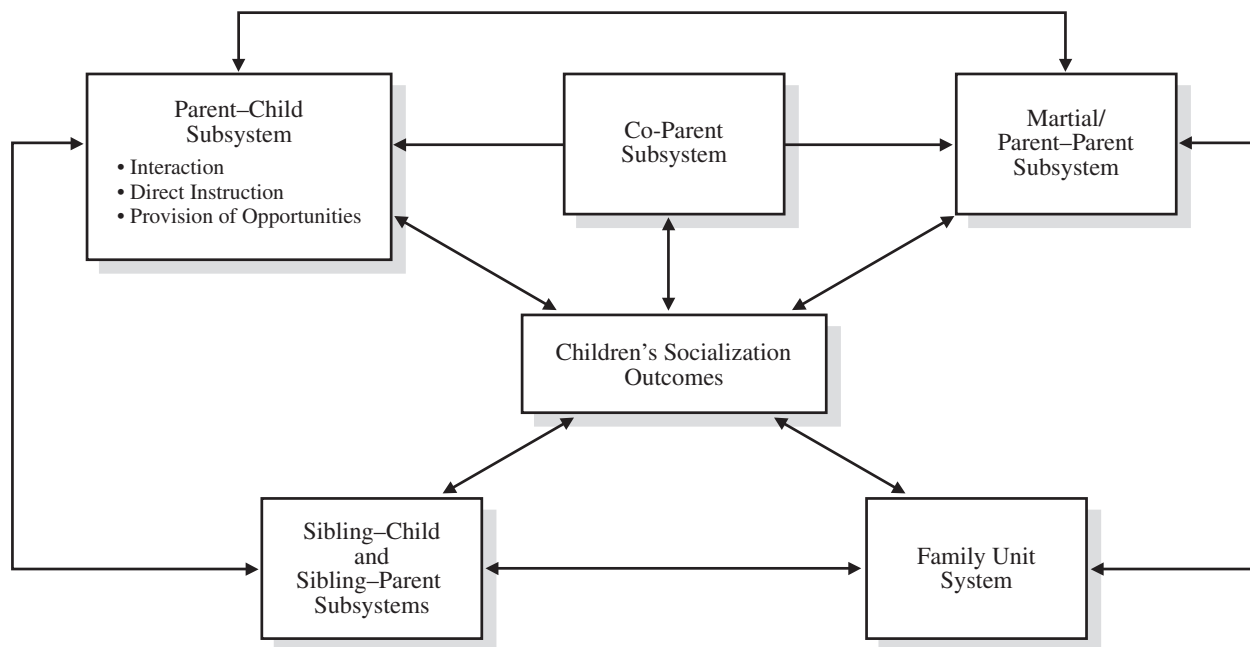 Parent–Child
Subsystem
• Interaction
• Direct Instruction
• Provision of Opportunities
Co-Parent
Subsystem
Martial/
Parent–Parent
Subsystem
Children’s Socialization
Outcomes
Sibling–Child
and
Sibling–Parent
Subsystems
Family Unit
System